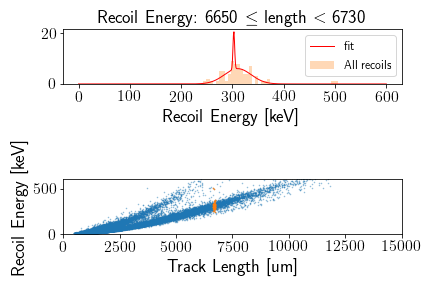 Recoil Energy: 6650 ≤ length < 6730
20
0
fit
All recoils
0 100 200 300 400 500 600
Recoil Energy [keV]
Recoil Energy [keV]
500
0
0 2500 5000 7500 10000 12500 15000
Track Length [um]